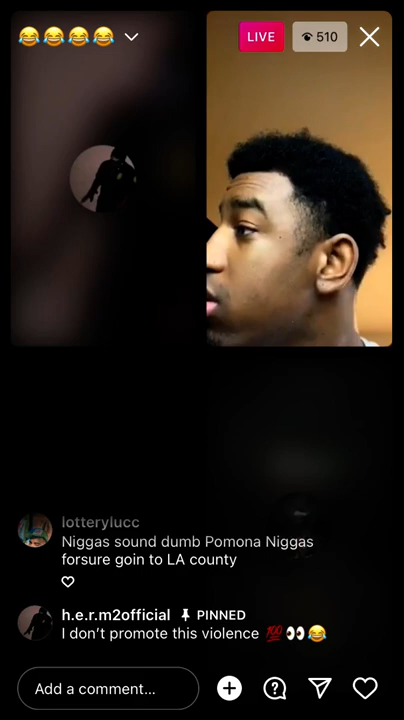 😂😂😂😂
LIVE 510
lotterylucc
Niggas sound dumb Pomona Niggas
forsure goin to LA county
h.e.r.m2official PINNED
I don't promote this violence 💯👀😂
Add a comment...